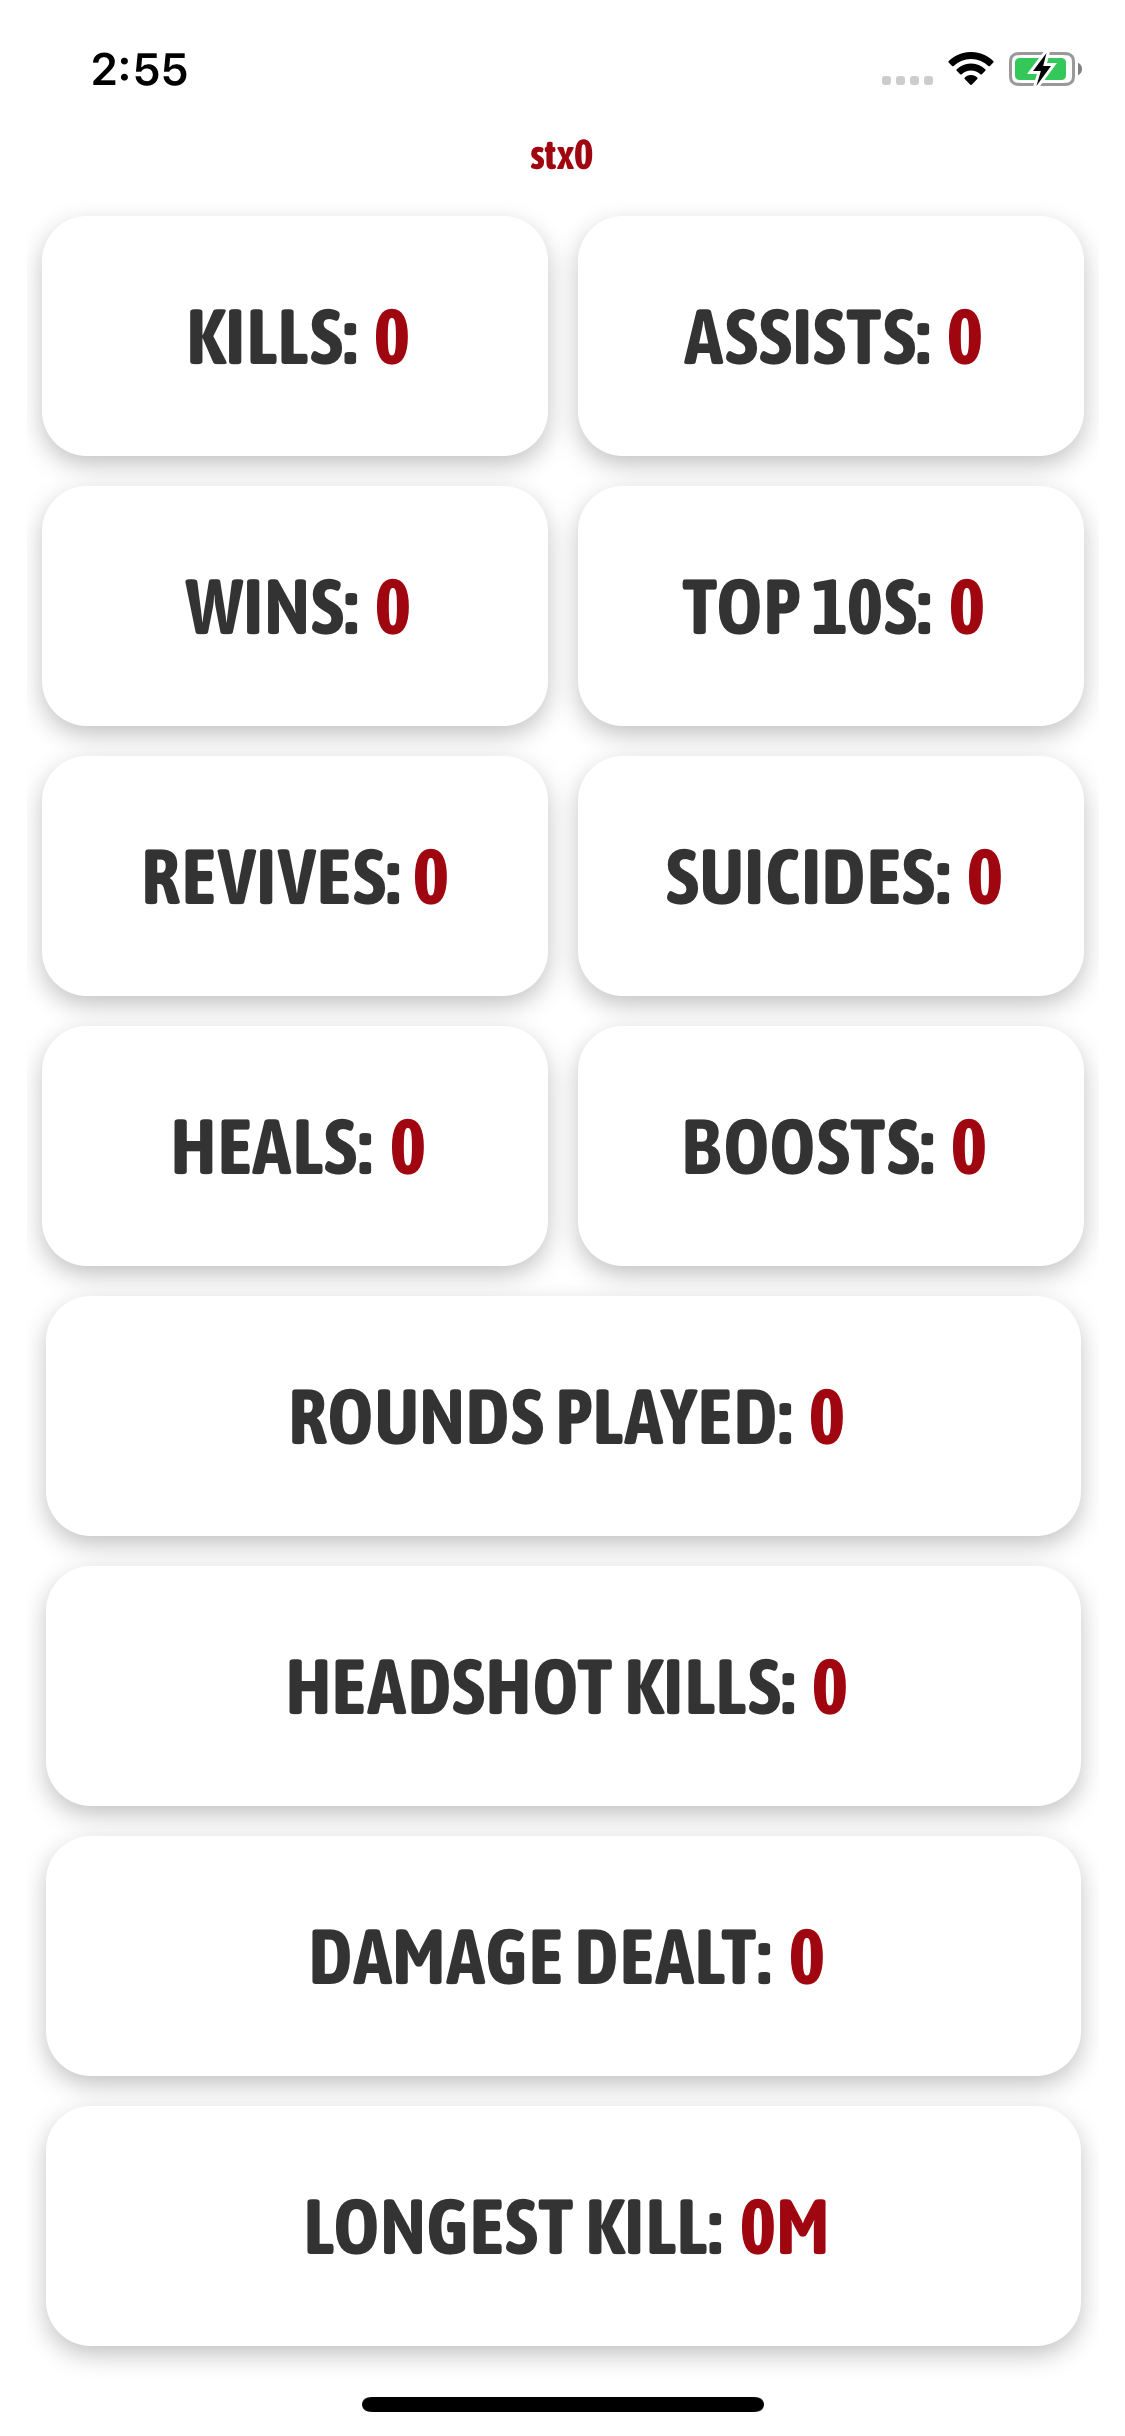 2:55
stx0
KILLS: 0
ASSISTS: 0
WINS: 0
TOP 10S: 0
REVIVES: 0
SUICIDES: 0
HEALS: 0
BOOSTS: 0
ROUNDS PLAYED: 0
HEADSHOT KILLS: 0
DAMAGE DEALT: 0
LONGEST KILL: 0M